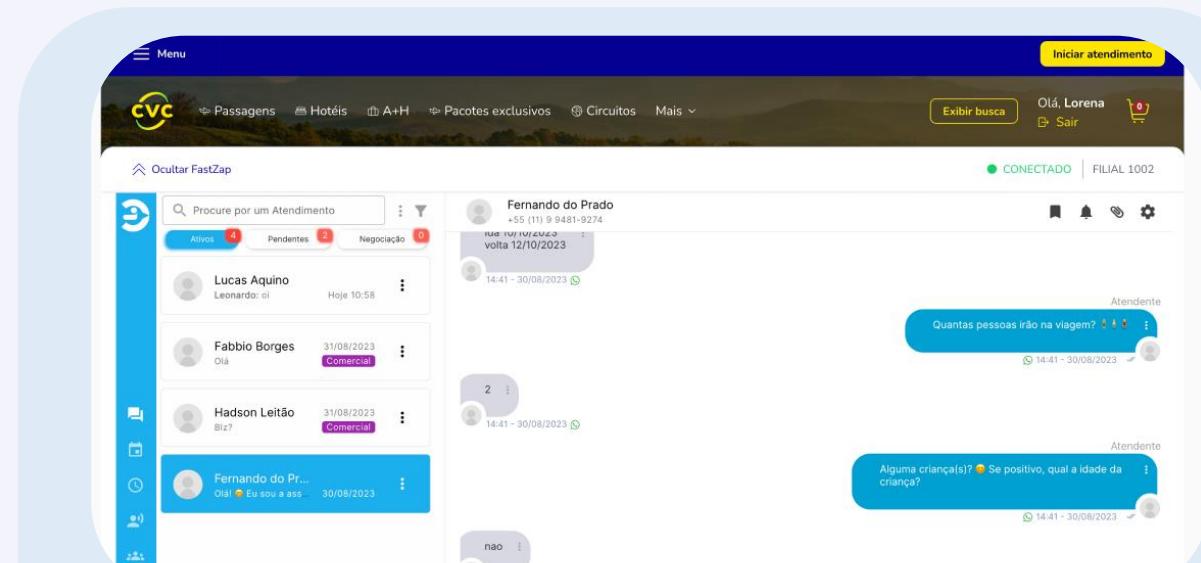 Menu
Iniciar atendimento
cvc
Passagens
Hotéis
A+H
Pacotes exclusivos
Circuitos
Mais
Exibir busca
Olá, Lorena
Sair
0
Ocultar FastZap
CONECTADO
FILIAL 1002
Procure por um Atendimento
Ativos 4
Pendentes 2
Negociação 0
Lucas Aquino
Leonardo: oi
Hoje 10:58
Fabbio Borges
31/08/2023
Olá
Comercial
Hadson Leitão
31/08/2023
Blz?
Comercial
Fernando do Pr...
Olá! 😊 Eu sou a ass...
30/08/2023
Fernando do Prado
+55 (11) 9 9481-9274
ida 10/10/2023
volta 12/10/2023
14:41 - 30/08/2023
Atendente
Quantas pessoas irão na viagem?
14:41 - 30/08/2023
2
14:41 - 30/08/2023
Atendente
Alguma criança(s)? 😊 Se positivo, qual a idade da
criança?
14:41 - 30/08/2023
nao